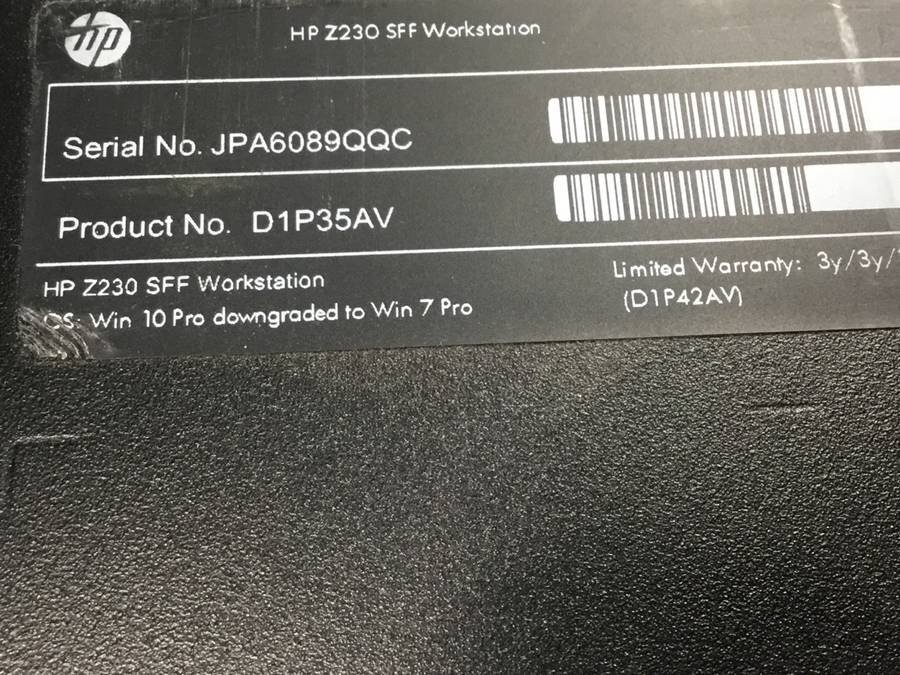 hp
HP Z230 SFF Workstation
Serial No. JPA6089QQC
Product No. D1P35AV
HP Z230 SFF Workstation
OS: Win 10 Pro downgraded to Win 7 Pro
Limited Warranty: 3y/3y/
(D1P42AV)